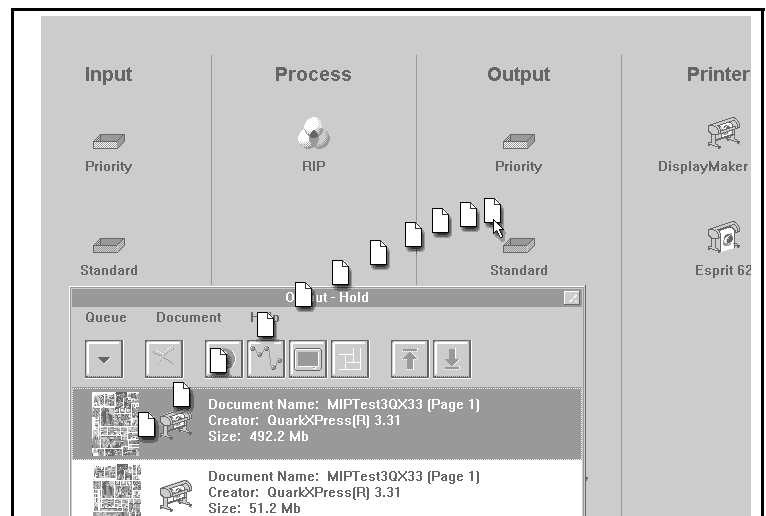 Input Process Output Printer
Priority RIP Priority DisplayMaker
Standard Standard Esprit 62
ut - Hold
Queue Document
Document Name: MIPTest3QX33 (Page 1)
Creator: QuarkXPress(R) 3.31
Size: 492.2 Mb
Document Name: MIPTest3QX33 (Page 1)
Creator: QuarkXPress(R) 3.31
Size: 51.2 Mb